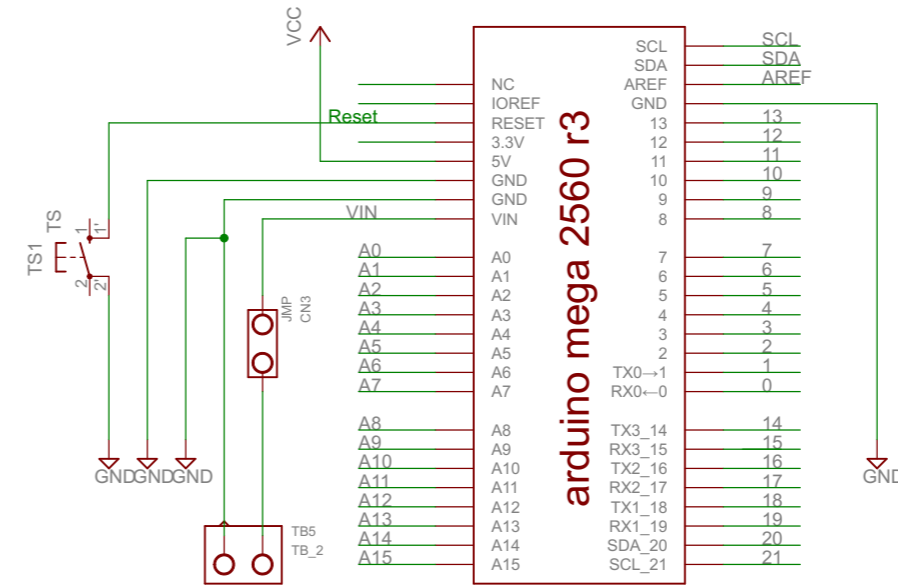 VCC
Reset
VIN
TS
TS1
1
1'
2
2'
JMP
CN3
GND
GND
GND
TB5
TB_2
A0
A1
A2
A3
A4
A5
A6
A7
A8
A9
A10
A11
A12
A13
A14
A15
NC
IOREF
RESET
3.3V
5V
GND
GND
VIN
A0
A1
A2
A3
A4
A5
A6
A7
A8
A9
A10
A11
A12
A13
A14
A15
arduino mega 2560 r3
SCL
SDA
AREF
GND
13
12
11
10
9
8
7
6
5
4
3
2
TX0→1
RX0←0
TX3_14
RX3_15
TX2_16
RX2_17
TX1_18
RX1_19
SDA_20
SCL_21
SCL
SDA
AREF
13
12
11
10
9
8
7
6
5
4
3
2
1
0
14
15
16
17
18
19
20
21
GND